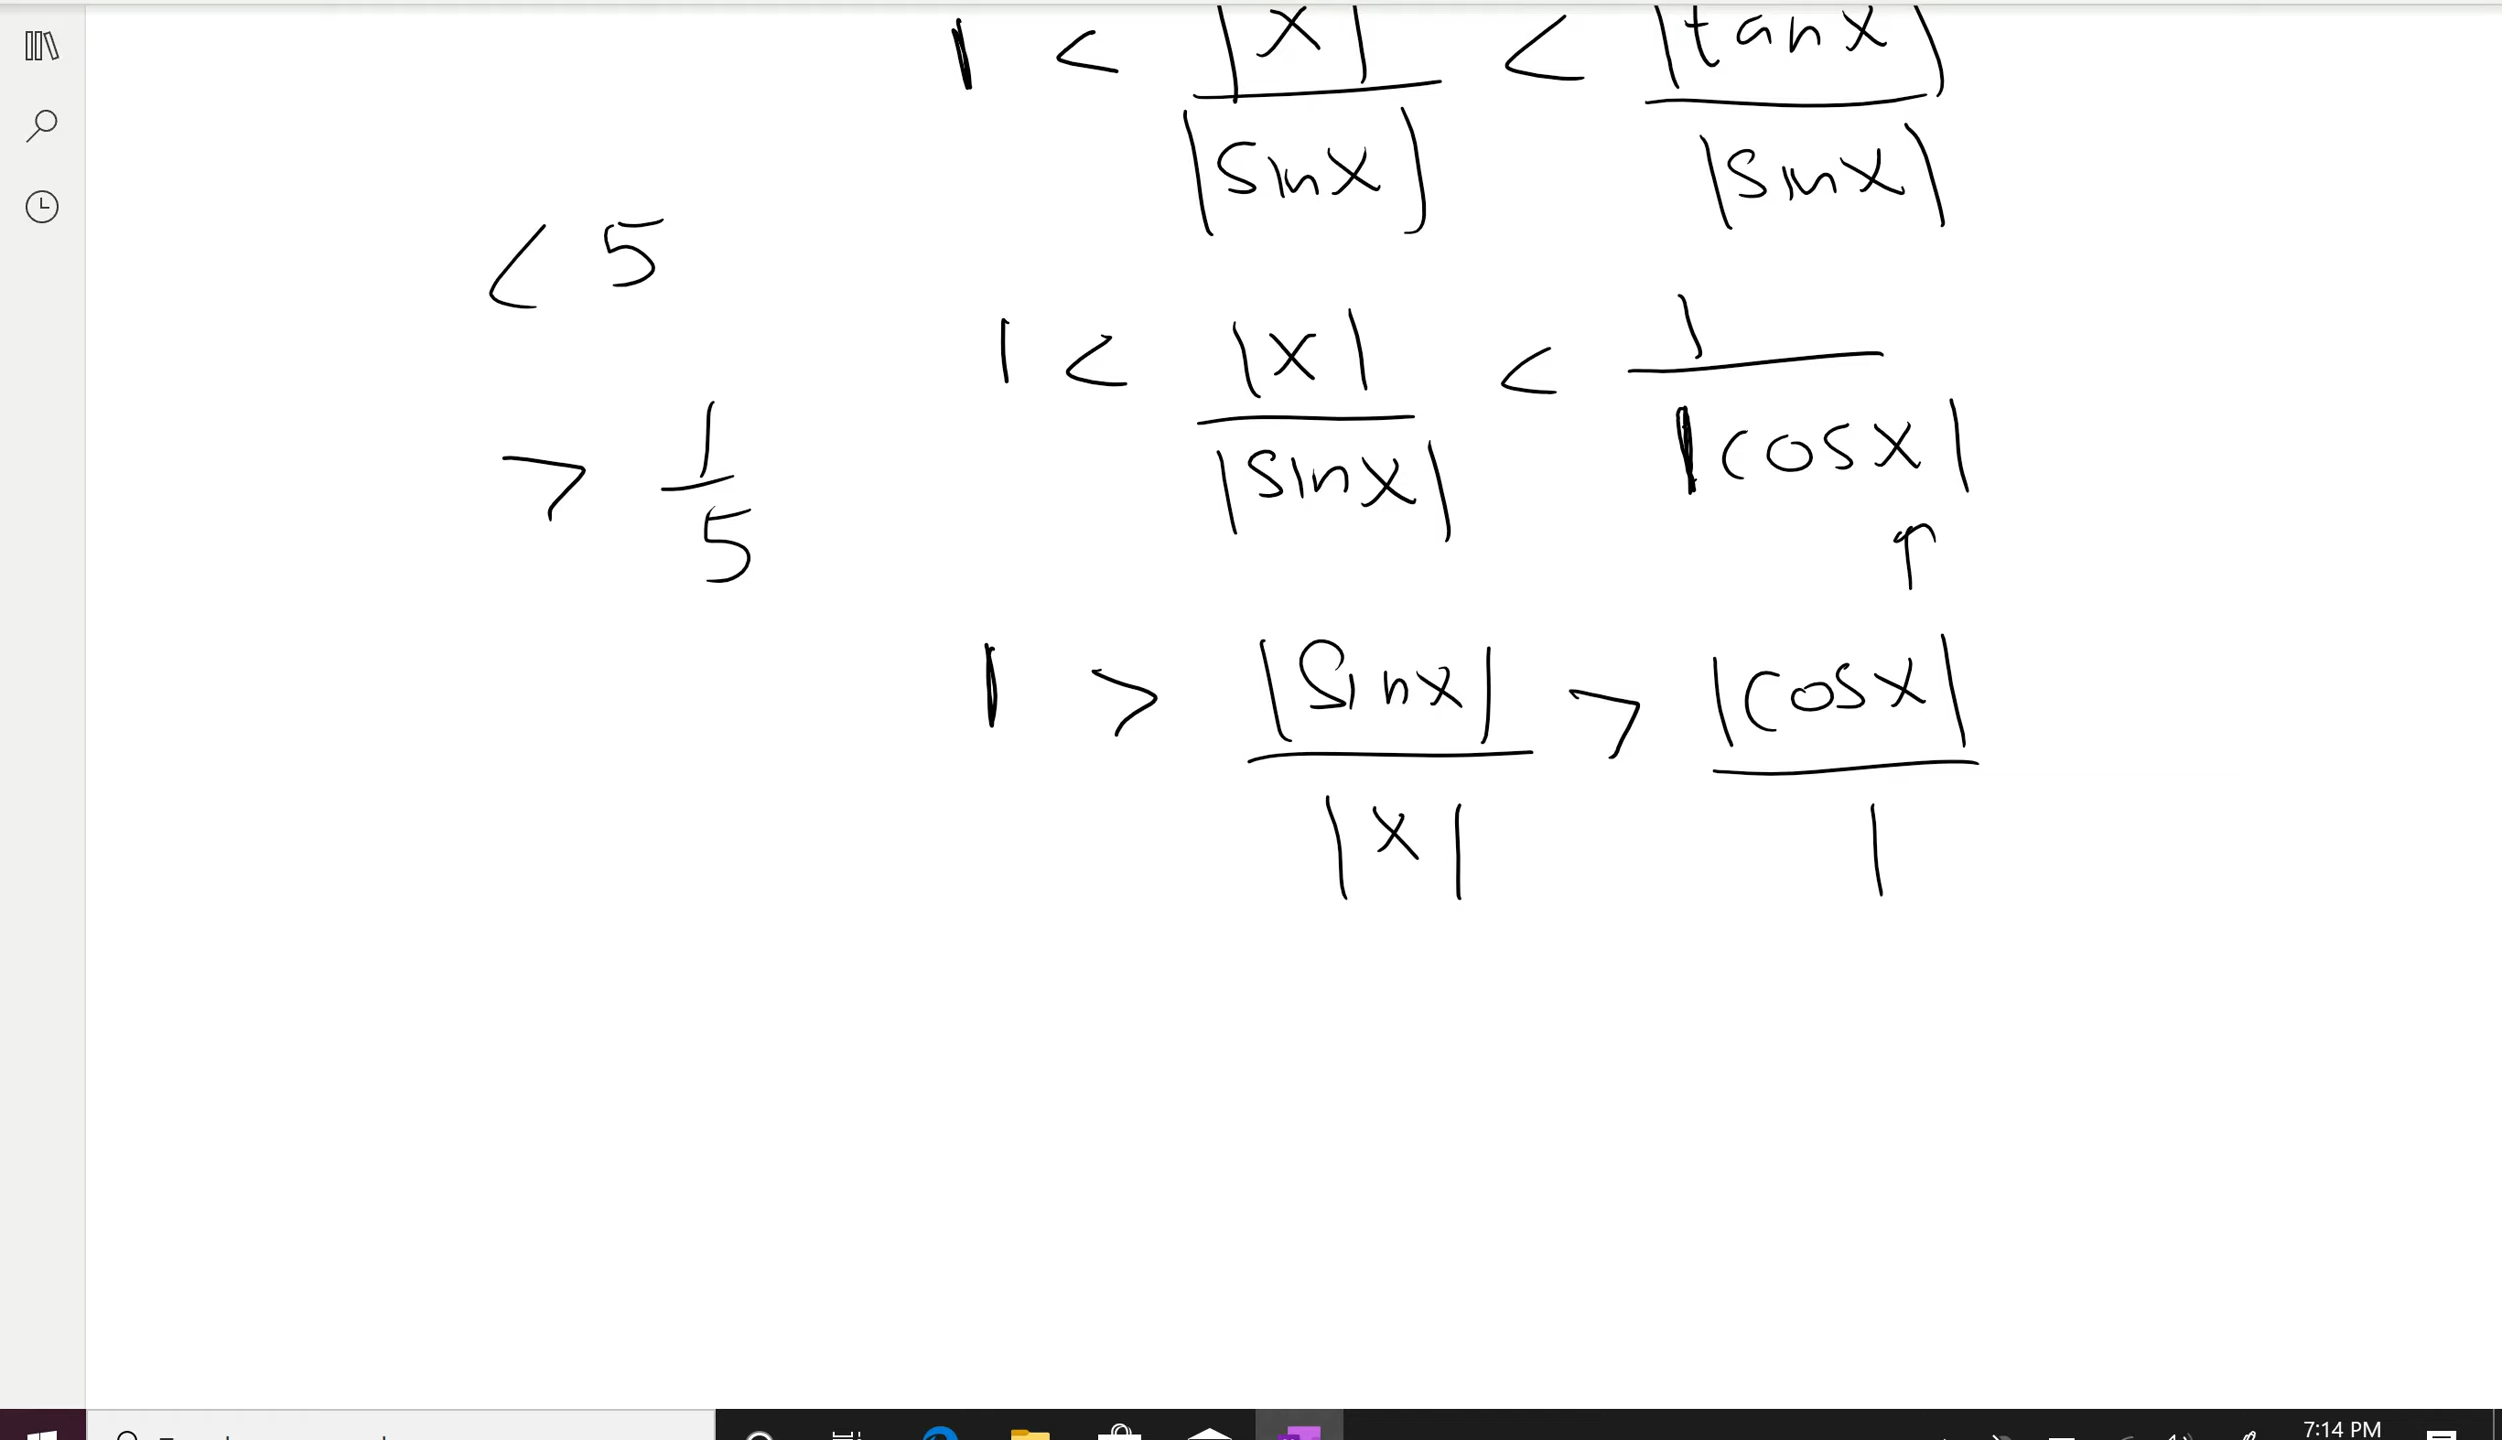 1 < |x| / |sinx| < |tanx| / |sinx|
< 5
1 < |x| / |sinx| < 1 / |cosx|
> 1/5
1 > |sinx| / |x| > |cosx| / 1
7:14 PM